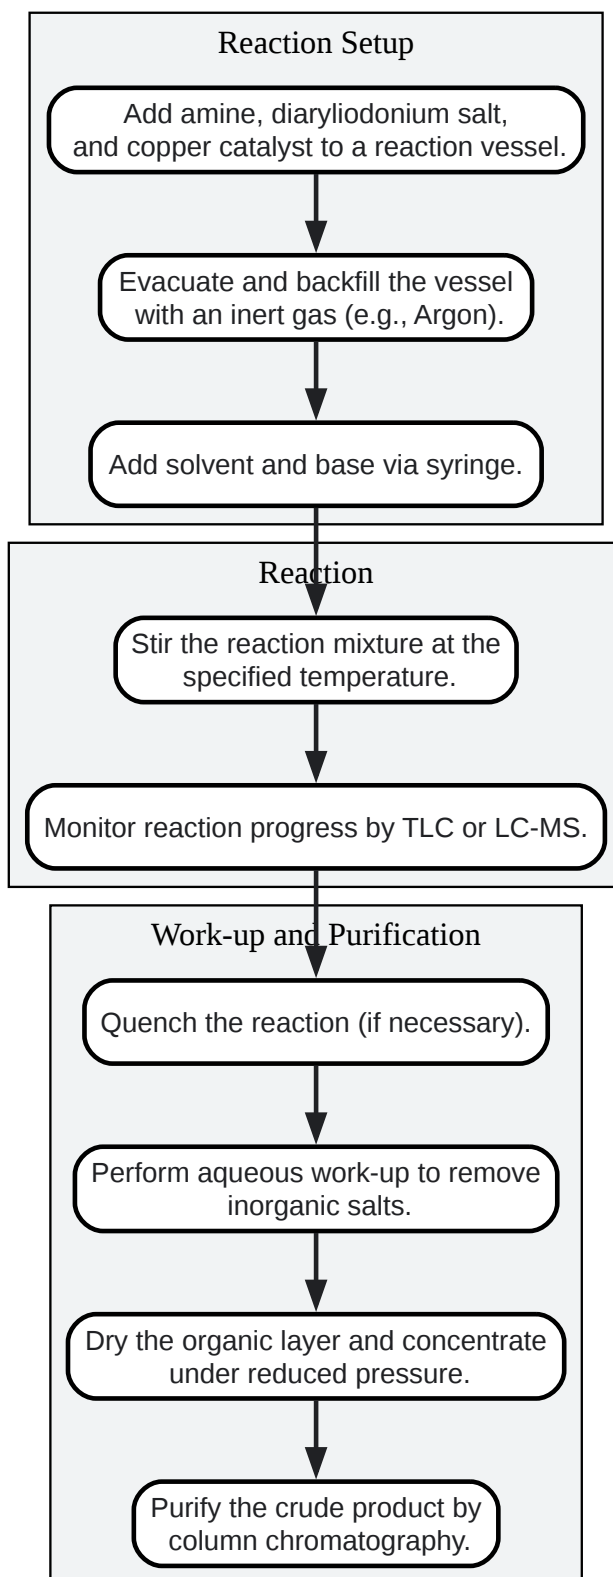 Reaction Setup
Add amine, diaryliodonium salt,
and copper catalyst to a reaction vessel.
Evacuate and backfill the vessel
with an inert gas (e.g., Argon).
Add solvent and base via syringe.
Reaction
Stir the reaction mixture at the
specified temperature.
Monitor reaction progress by TLC or LC-MS.
Work-up and Purification
Quench the reaction (if necessary).
Perform aqueous work-up to remove
inorganic salts.
Dry the organic layer and concentrate
under reduced pressure.
Purify the crude product by
column chromatography.